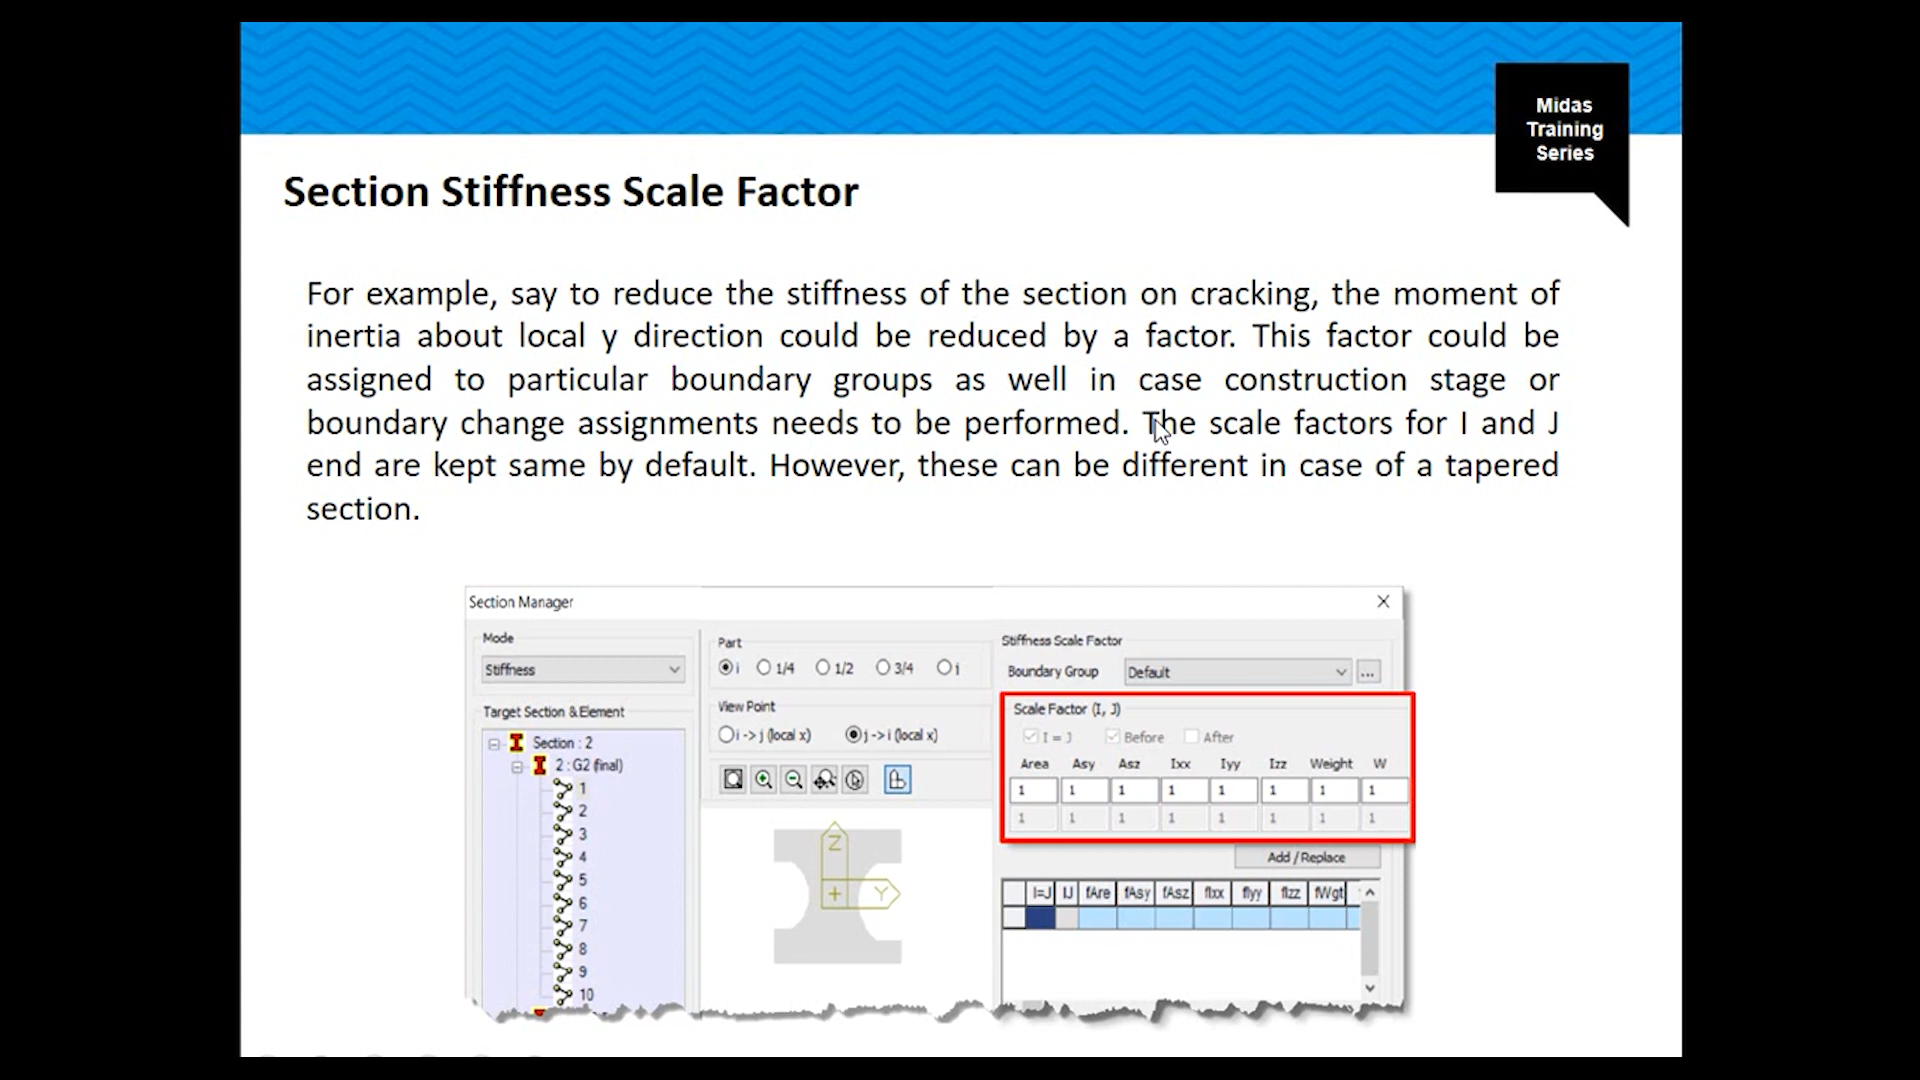 Midas
Training
Series
Section Stiffness Scale Factor
For example, say to reduce the stiffness of the section on cracking, the moment of
inertia about local y direction could be reduced by a factor. This factor could be
assigned to particular boundary groups as well in case construction stage or
boundary change assignments needs to be performed. The scale factors for I and J
end are kept same by default. However, these can be different in case of a tapered
section.
Section Manager
Mode
Stiffness
Target Section & Element
Section : 2
2 : G2 (final)
1
2
3
4
5
6
7
8
9
10
Part
i 1/4 1/2 3/4 j
View Point
i -> j (local x) j -> i (local x)
Z
Y
Stiffness Scale Factor
Boundary Group Default ...
Scale Factor (I, J)
I = J Before After
Area Asy Asz Ixx Iyy Izz Weight W
1 1 1 1 1 1 1 1
1 1 1 1 1 1 1 1
Add / Replace
I=J IJ fAre fAsy fAsz fIxx fIyy fIzz fWgt